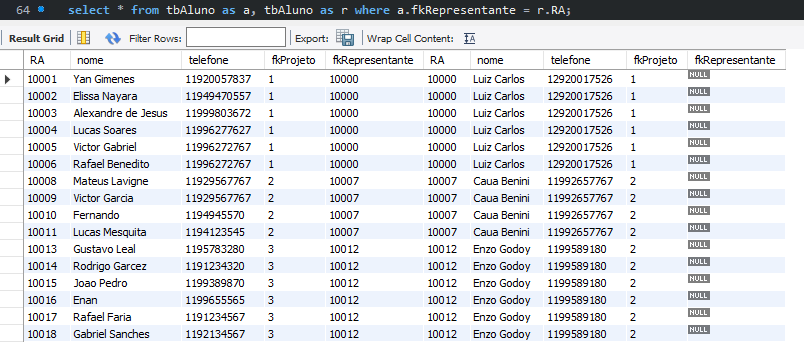 64 select * from tbAluno as a, tbAluno as r where a.fkRepresentante = r.RA;
Result Grid Filter Rows: Export: Wrap Cell Content: IA
RA nome telefone fkProjeto fkRepresentante RA nome telefone fkProjeto fkRepresentante
10001 Yan Gimenes 11920057837 1 10000 10000 Luiz Carlos 12920017526 1 NULL
10002 Elissa Nayara 11949470557 1 10000 10000 Luiz Carlos 12920017526 1 NULL
10003 Alexandre de Jesus 11999803672 1 10000 10000 Luiz Carlos 12920017526 1 NULL
10004 Lucas Soares 11996277627 1 10000 10000 Luiz Carlos 12920017526 1 NULL
10005 Victor Gabriel 11996272767 1 10000 10000 Luiz Carlos 12920017526 1 NULL
10006 Rafael Benedito 11996272767 1 10000 10000 Luiz Carlos 12920017526 1 NULL
10008 Mateus Lavigne 11929567767 2 10007 10007 Caua Benini 11992657767 2 NULL
10009 Victor Garcia 11929567767 2 10007 10007 Caua Benini 11992657767 2 NULL
10010 Fernando 1194945570 2 10007 10007 Caua Benini 11992657767 2 NULL
10011 Lucas Mesquita 1194123545 2 10007 10007 Caua Benini 11992657767 2 NULL
10013 Gustavo Leal 1195783280 3 10012 10012 Enzo Godoy 1199589180 2 NULL
10014 Rodrigo Garcez 1191234320 3 10012 10012 Enzo Godoy 1199589180 2 NULL
10015 Joao Pedro 1199389870 3 10012 10012 Enzo Godoy 1199589180 2 NULL
10016 Enan 1199655565 3 10012 10012 Enzo Godoy 1199589180 2 NULL
10017 Rafael Faria 1191234567 3 10012 10012 Enzo Godoy 1199589180 2 NULL
10018 Gabriel Sanches 1192134567 3 10012 10012 Enzo Godoy 1199589180 2 NULL